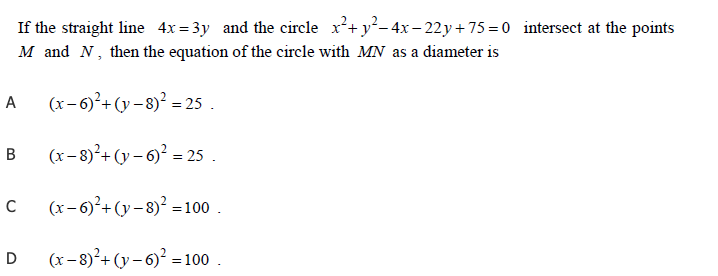 If the straight line 4x = 3y and the circle x²+ y²– 4x – 22y + 75 = 0 intersect at the points
M and N , then the equation of the circle with MN as a diameter is
A (x – 6)²+ (y – 8)² = 25 .
B (x – 8)²+ (y – 6)² = 25 .
C (x – 6)²+ (y – 8)² = 100 .
D (x – 8)²+ (y – 6)² = 100 .